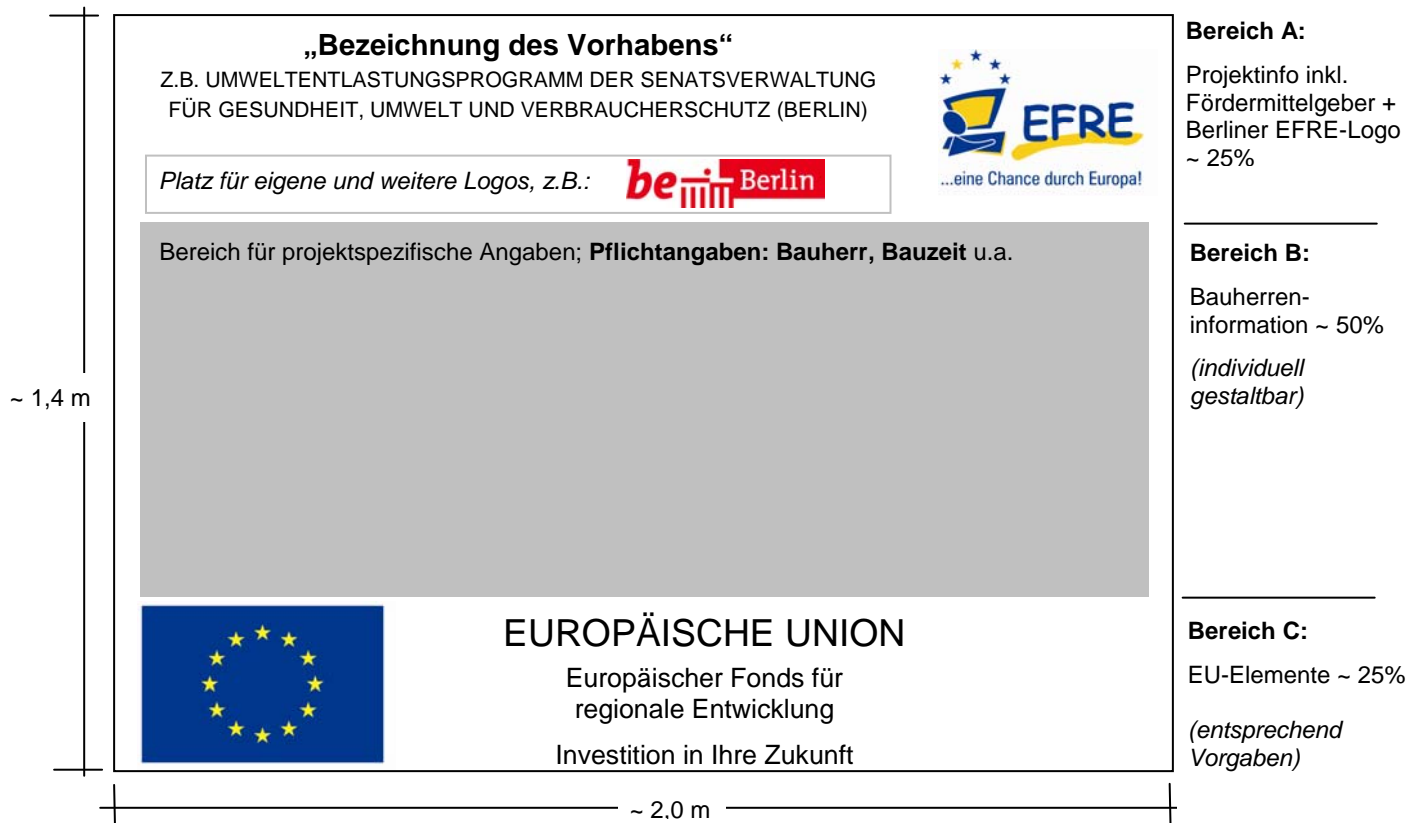 „Bezeichnung des Vorhabens“
Z.B. UMWELTENTLASTUNGSPROGRAMM DER SENATSVERWALTUNG
FÜR GESUNDHEIT, UMWELT UND VERBRAUCHERSCHUTZ (BERLIN)
EFRE
...eine Chance durch Europa!
Platz für eigene und weitere Logos, z.B.:
be Berlin
Bereich für projektspezifische Angaben; Pflichtangaben: Bauherr, Bauzeit u.a.
EUROPÄISCHE UNION
Europäischer Fonds für
regionale Entwicklung
Investition in Ihre Zukunft
~ 1,4 m
~ 2,0 m
Bereich A:
Projektinfo inkl.
Fördermittelgeber +
Berliner EFRE-Logo
~ 25%
Bereich B:
Bauherren-
information ~ 50%
(individuell
gestaltbar)
Bereich C:
EU-Elemente ~ 25%
(entsprechend
Vorgaben)